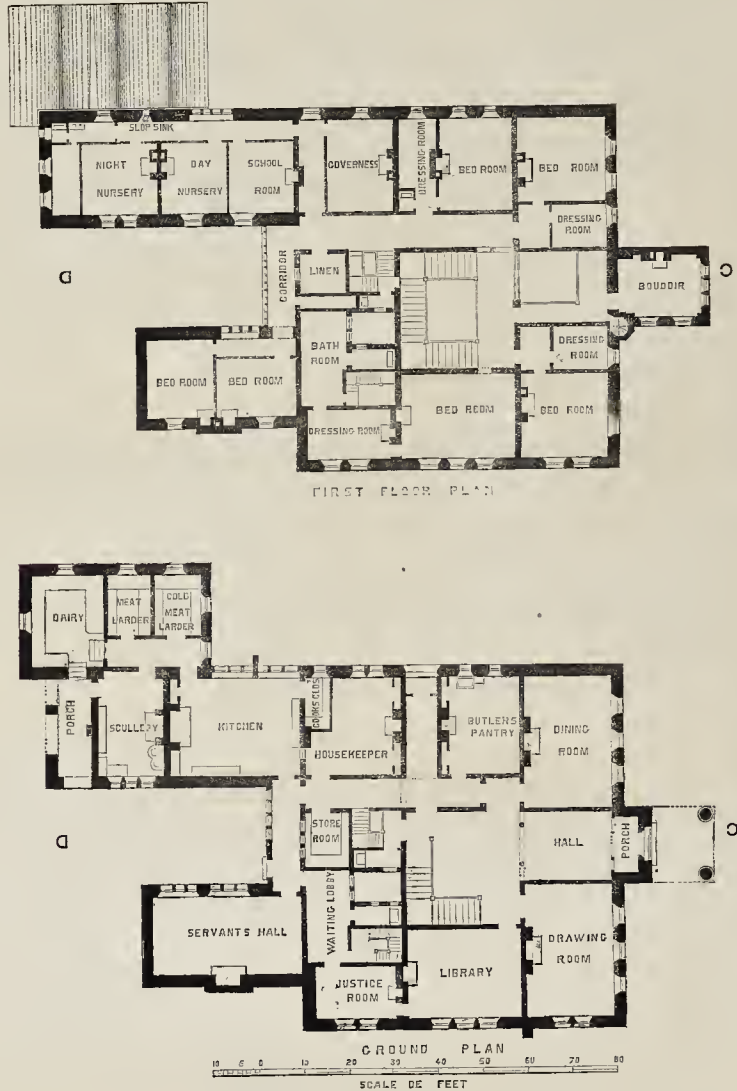 SLOP SINK
NIGHT
NURSERY
DAY
NURSERY
SCHOOL
ROOM
GOVERNESS
DRESSING ROOM
BED ROOM
BED ROOM
DRESSING
ROOM
BOUDOIR
C
D
CORRIDOR
LINEN
BATH
ROOM
BED ROOM
BED ROOM
DRESSING ROOM
BED ROOM
DRESSING
ROOM
BED ROOM
FIRST FLOOR PLAN
DAIRY
MEAT
LARDER
COLD
MEAT
LARDER
PORCH
SCULLERY
KITCHEN
COOKS CLOS
HOUSEKEEPER
BUTLERS
PANTRY
DINING
ROOM
D
STORE
ROOM
HALL
PORCH
C
SERVANTS HALL
WAITING LOBBY
JUSTICE
ROOM
LIBRARY
DRAWING
ROOM
GROUND PLAN
10 5 0 10 20 30 40 50 60 70 80
SCALE DE FEET